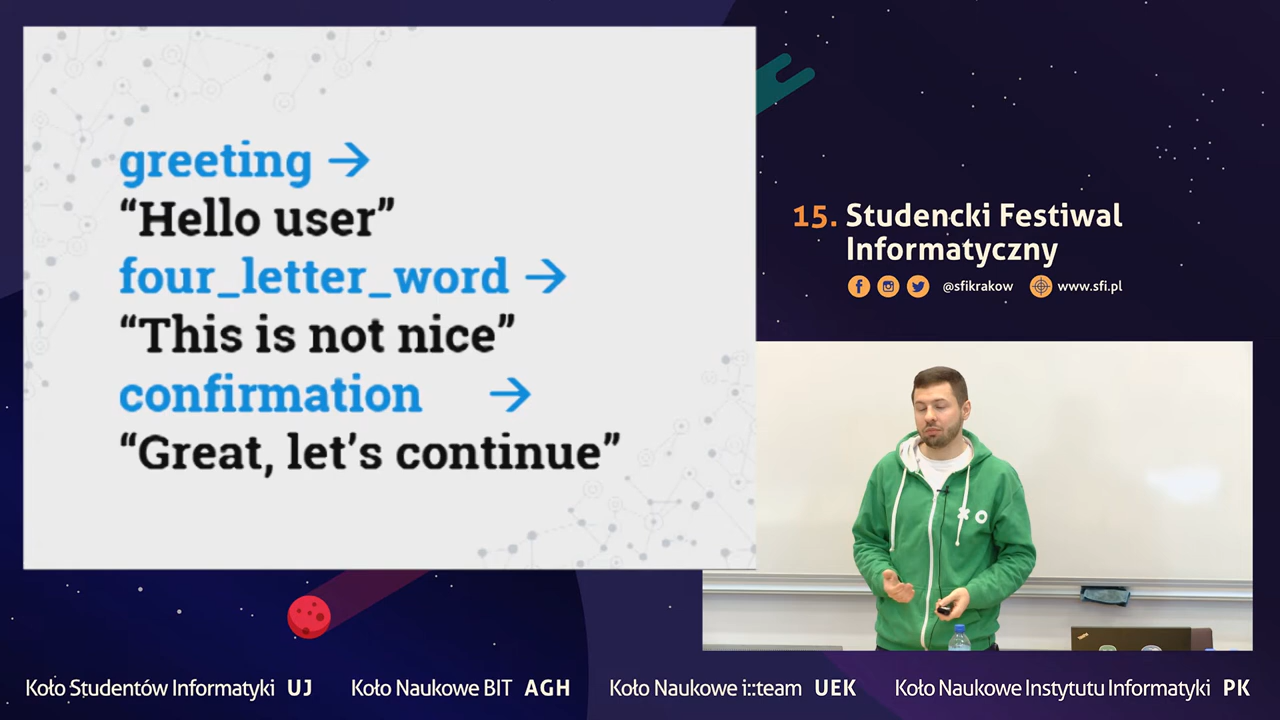 greeting →
“Hello user”
four_letter_word →
“This is not nice”
confirmation →
“Great, let’s continue”
15. Studencki Festiwal
Informatyczny
@sfikrakow www.sfi.pl
Koło Studentów Informatyki UJ Koło Naukowe BIT AGH Koło Naukowe i::team UEK Koło Naukowe Instytutu Informatyki PK